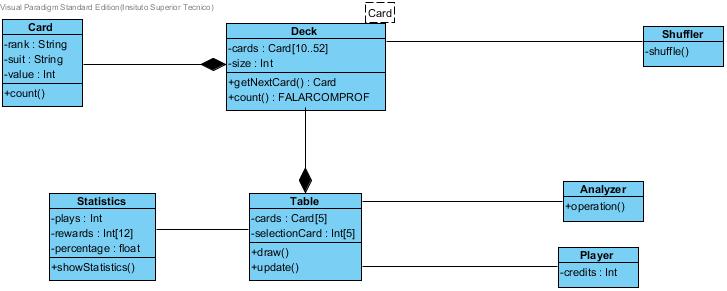 Visual Paradigm Standard Edition(Insituto Superior Tecnico)
Card
-rank : String
-suit : String
-value : Int
+count()
Card
Deck
-cards : Card[10..52]
-size : Int
+getNextCard() : Card
+count() : FALARCOMPROF
Shuffler
-shuffle()
Statistics
-plays : Int
-rewards : Int[12]
-percentage : float
+showStatistics()
Table
-cards : Card[5]
-selectionCard : Int[5]
+draw()
+update()
Analyzer
+operation()
Player
-credits : Int